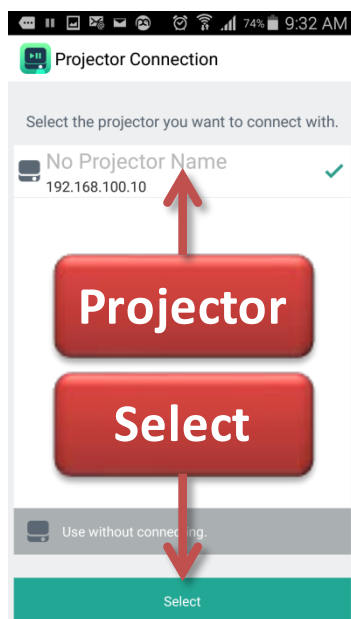 74% 9:32 AM
Projector Connection
Select the projector you want to connect with.
No Projector Name
192.168.100.10
Projector
Select
Use without connecting.
Select